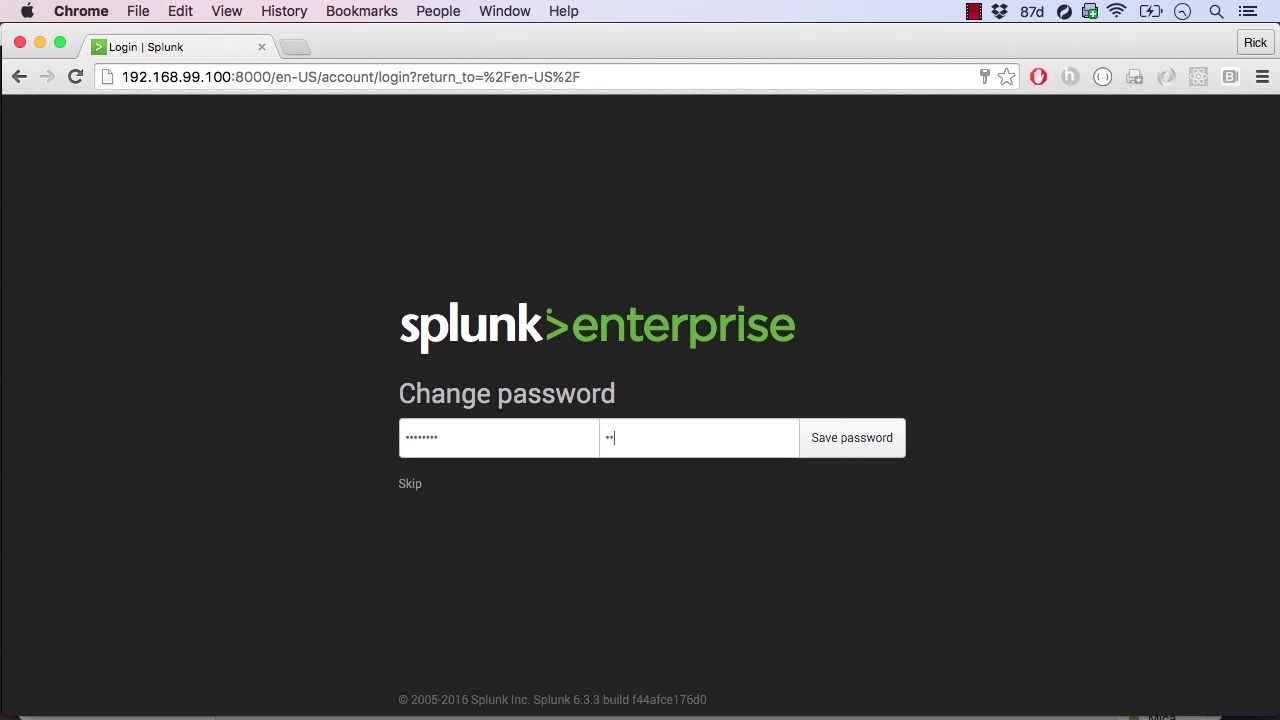 Chrome File Edit View History Bookmarks People Window Help 87d
Login | Splunk
Rick
192.168.99.100:8000/en-US/account/login?return_to=%2Fen-US%2F
splunk>enterprise
Change password
•••••••• •• Save password
Skip
© 2005-2016 Splunk Inc. Splunk 6.3.3 build f44afce176d0